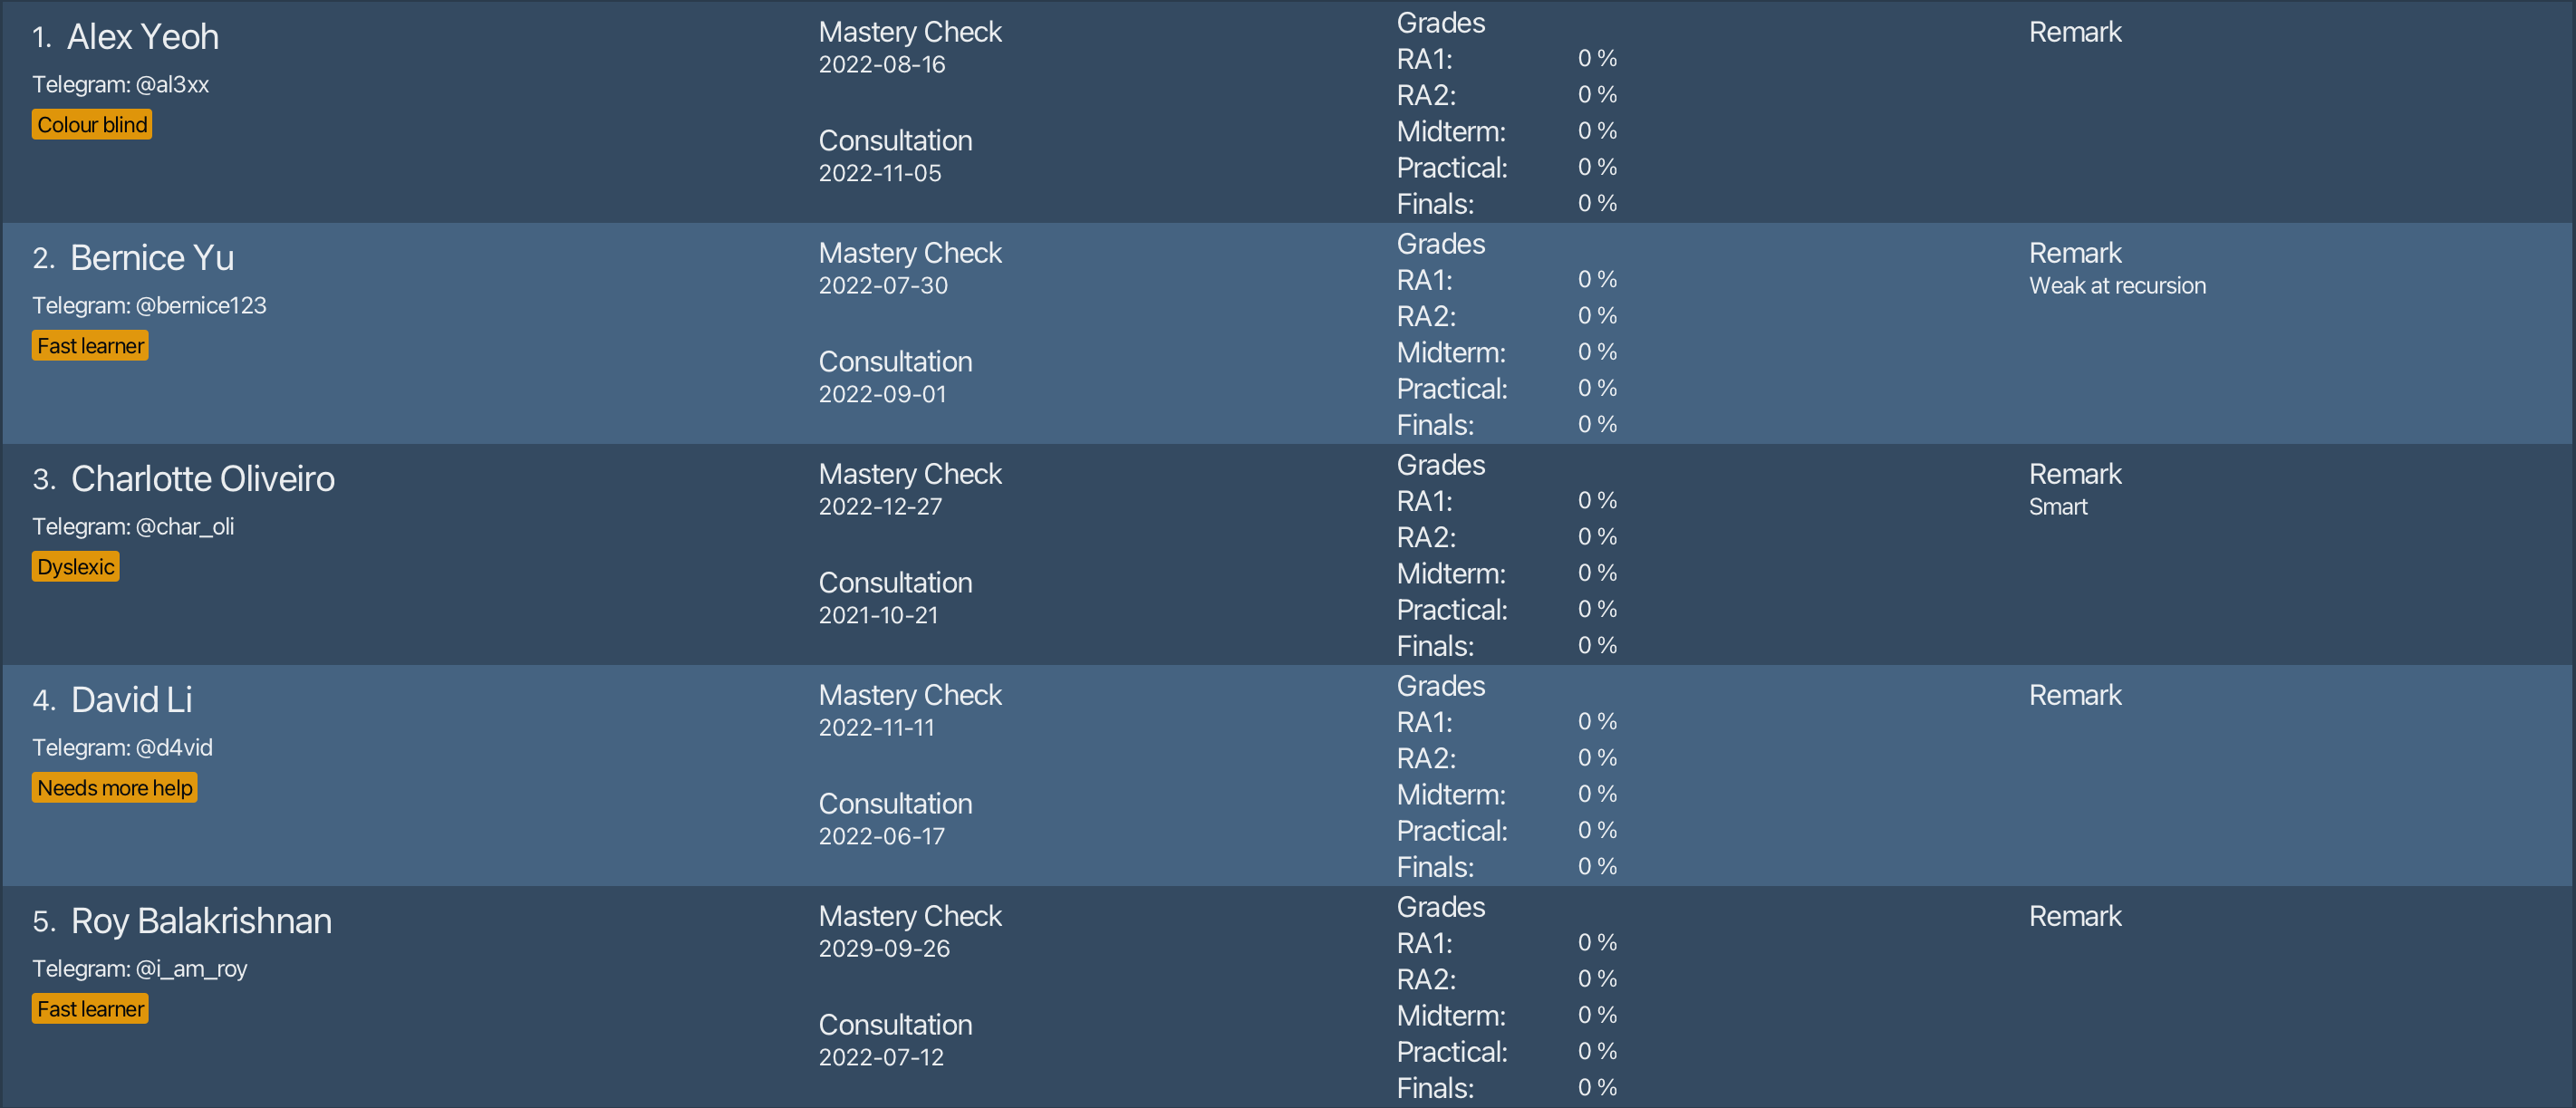 1. Alex Yeoh
Telegram: @al3xx
Colour blind
Mastery Check
2022-08-16
Consultation
2022-11-05
Grades
RA1: 0 %
RA2: 0 %
Midterm: 0 %
Practical: 0 %
Finals: 0 %
Remark
2. Bernice Yu
Telegram: @bernice123
Fast learner
Mastery Check
2022-07-30
Consultation
2022-09-01
Grades
RA1: 0 %
RA2: 0 %
Midterm: 0 %
Practical: 0 %
Finals: 0 %
Remark
Weak at recursion
3. Charlotte Oliveiro
Telegram: @char_oli
Dyslexic
Mastery Check
2022-12-27
Consultation
2021-10-21
Grades
RA1: 0 %
RA2: 0 %
Midterm: 0 %
Practical: 0 %
Finals: 0 %
Remark
Smart
4. David Li
Telegram: @d4vid
Needs more help
Mastery Check
2022-11-11
Consultation
2022-06-17
Grades
RA1: 0 %
RA2: 0 %
Midterm: 0 %
Practical: 0 %
Finals: 0 %
Remark
5. Roy Balakrishnan
Telegram: @i_am_roy
Fast learner
Mastery Check
2029-09-26
Consultation
2022-07-12
Grades
RA1: 0 %
RA2: 0 %
Midterm: 0 %
Practical: 0 %
Finals: 0 %
Remark